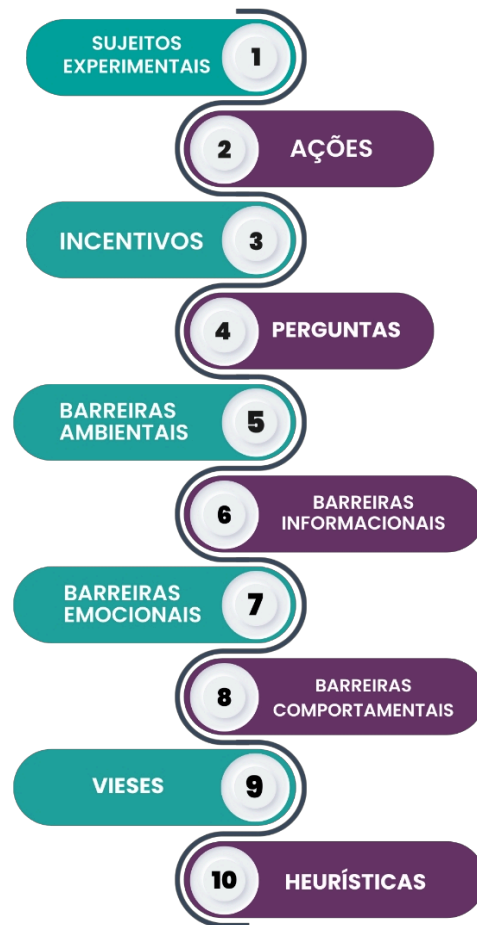 SUJEITOS
EXPERIMENTAIS
1
2
AÇÕES
INCENTIVOS
3
4
PERGUNTAS
BARREIRAS
AMBIENTAIS
5
6
BARREIRAS
INFORMACIONAIS
BARREIRAS
EMOCIONAIS
7
8
BARREIRAS
COMPORTAMENTAIS
VIESES
9
10
HEURÍSTICAS